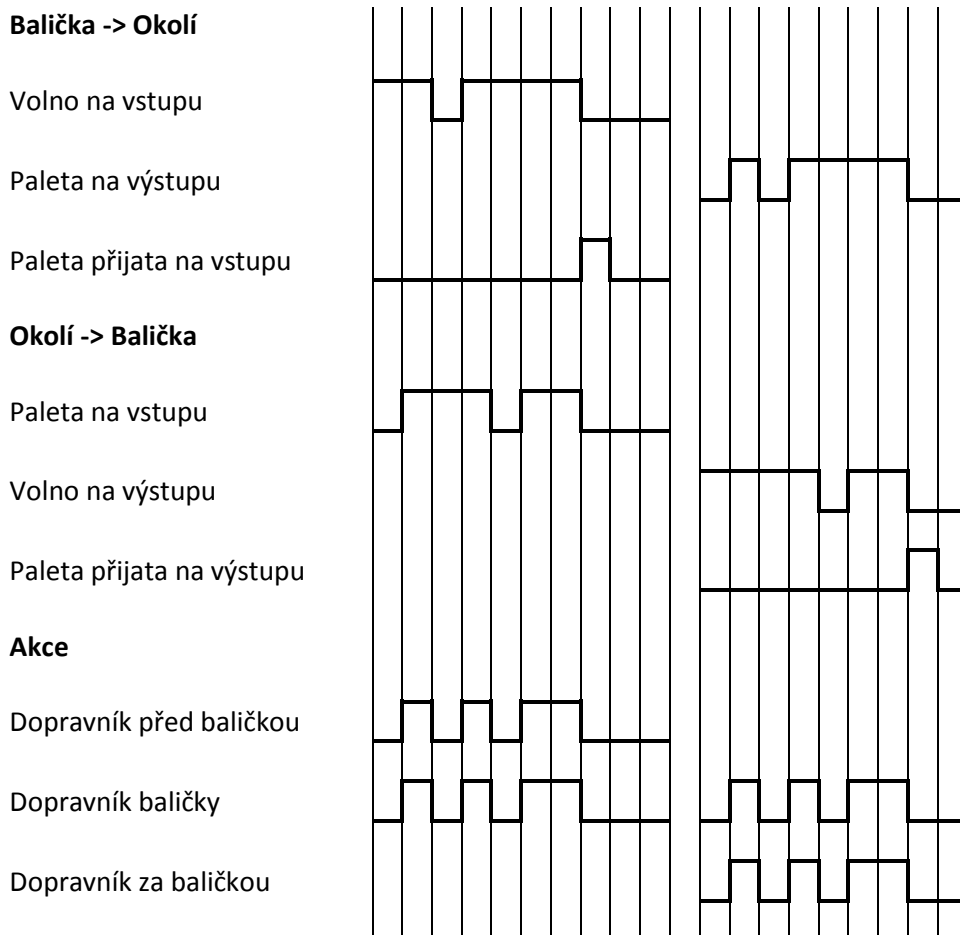 Balička -> Okolí
Volno na vstupu
Paleta na výstupu
Paleta přijata na vstupu
Okolí -> Balička
Paleta na vstupu
Volno na výstupu
Paleta přijata na výstupu
Akce
Dopravník před baličkou
Dopravník baličky
Dopravník za baličkou